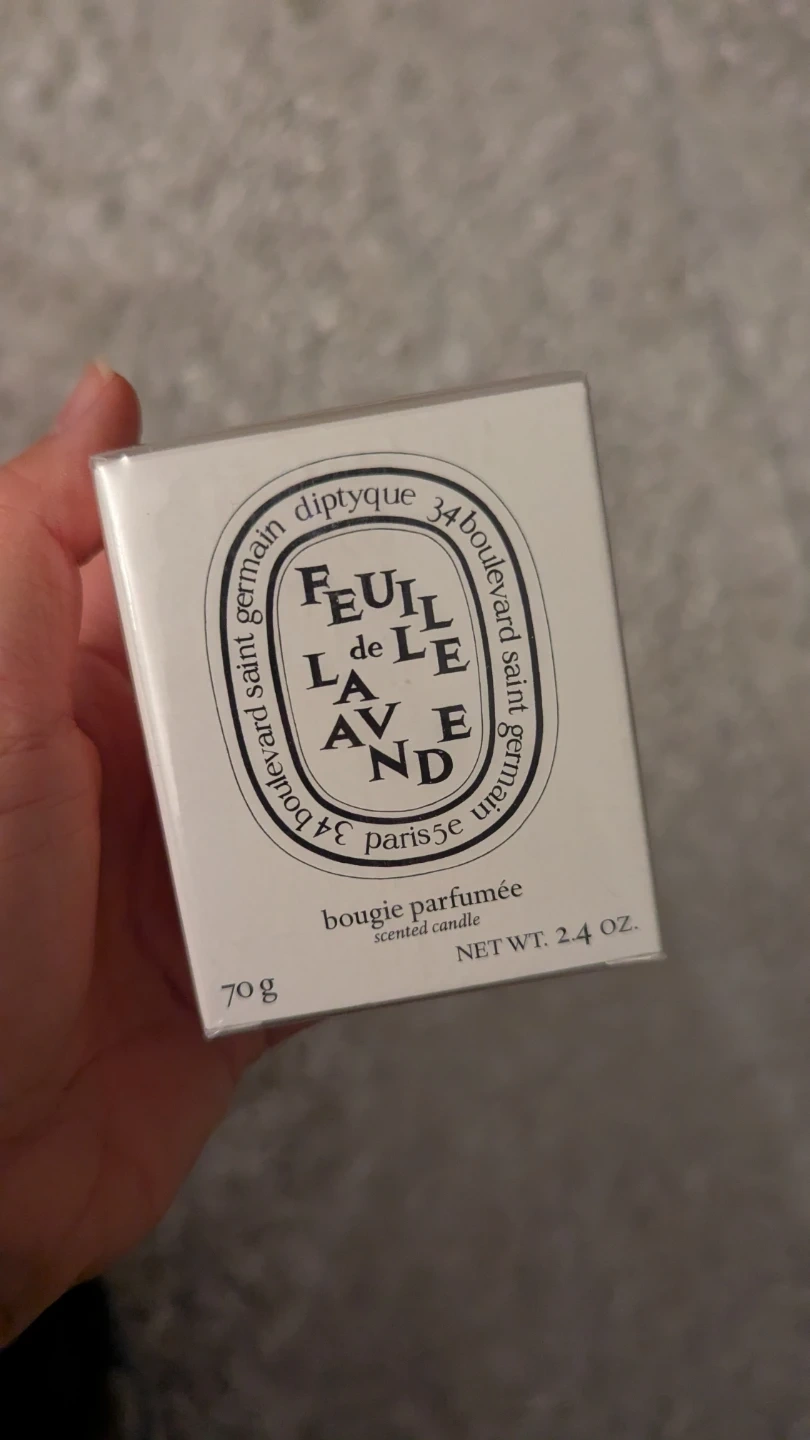 diptyque 34 boulevard saint germain paris 5e 34 boulevard saint germain
FEUILLE
de
LAVANDE
bougie parfumée
scented candle
NET WT. 2.4 OZ.
70 g